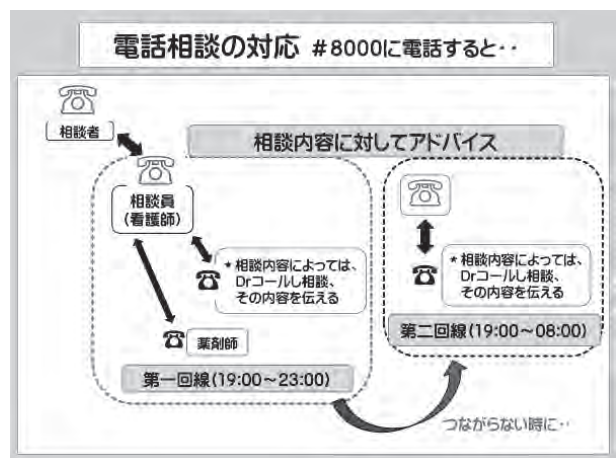 電話相談の対応 #8000に電話すると‥
相談者
相談内容に対してアドバイス
相談員
(看護師)
*相談内容によっては、
Drコールし相談、
その内容を伝える
薬剤師
第一回線(19:00～23:00)
*相談内容によっては、
Drコールし相談、
その内容を伝える
第二回線(19:00～08:00)
つながらない時に‥